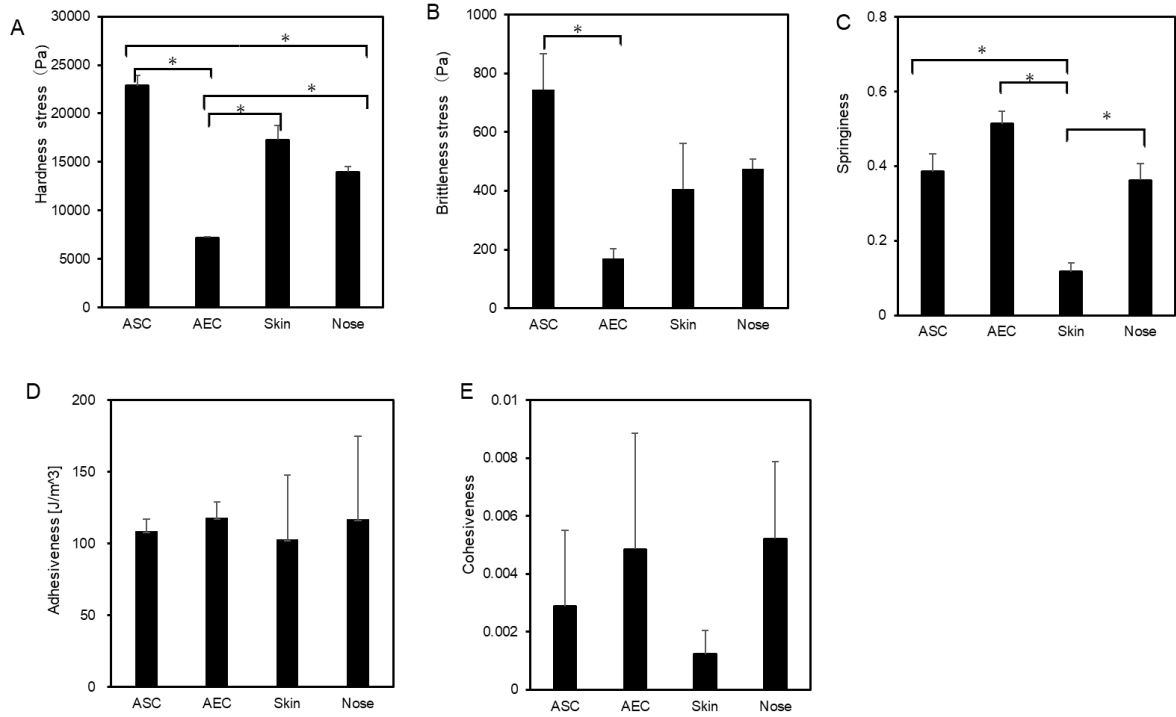 A
Hardness stress (Pa)
30000
25000
20000
15000
10000
5000
0
*
*
*
*
ASC AEC Skin Nose
B
Brittleness stress (Pa)
1000
800
600
400
200
0
*
ASC AEC Skin Nose
C
Springiness
0.8
0.6
0.4
0.2
0
*
*
*
ASC AEC Skin Nose
D
Adhesiveness [J/m^3]
200
150
100
50
0
ASC AEC Skin Nose
E
Cohesiveness
0.01
0.008
0.006
0.004
0.002
0
ASC AEC Skin Nose